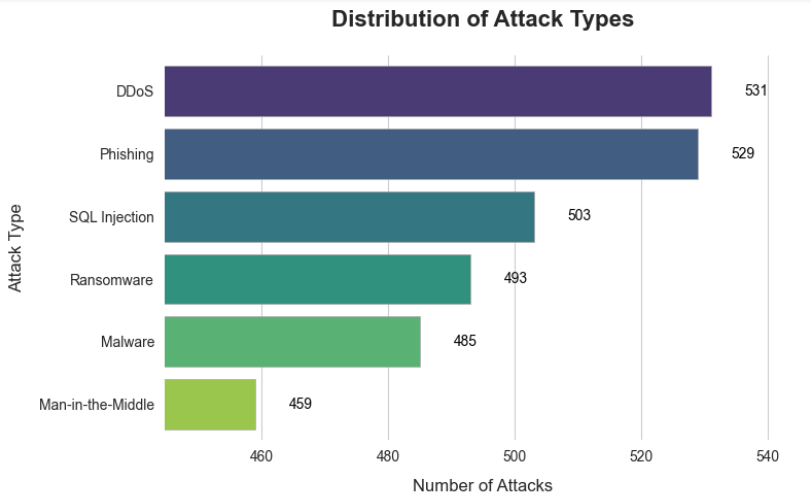 Distribution of Attack Types
Attack Type
DDoS 531
Phishing 529
SQL Injection 503
Ransomware 493
Malware 485
Man-in-the-Middle 459
460 480 500 520 540
Number of Attacks